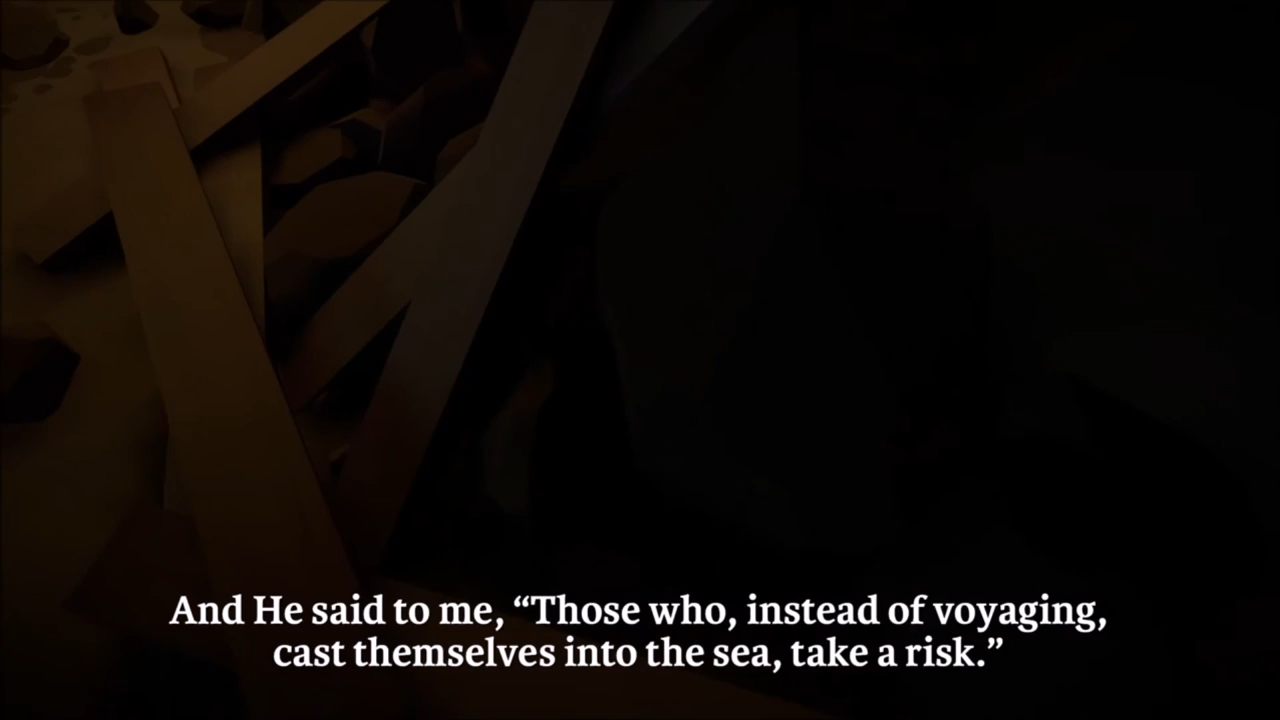 And He said to me, “Those who, instead of voyaging,
cast themselves into the sea, take a risk.”